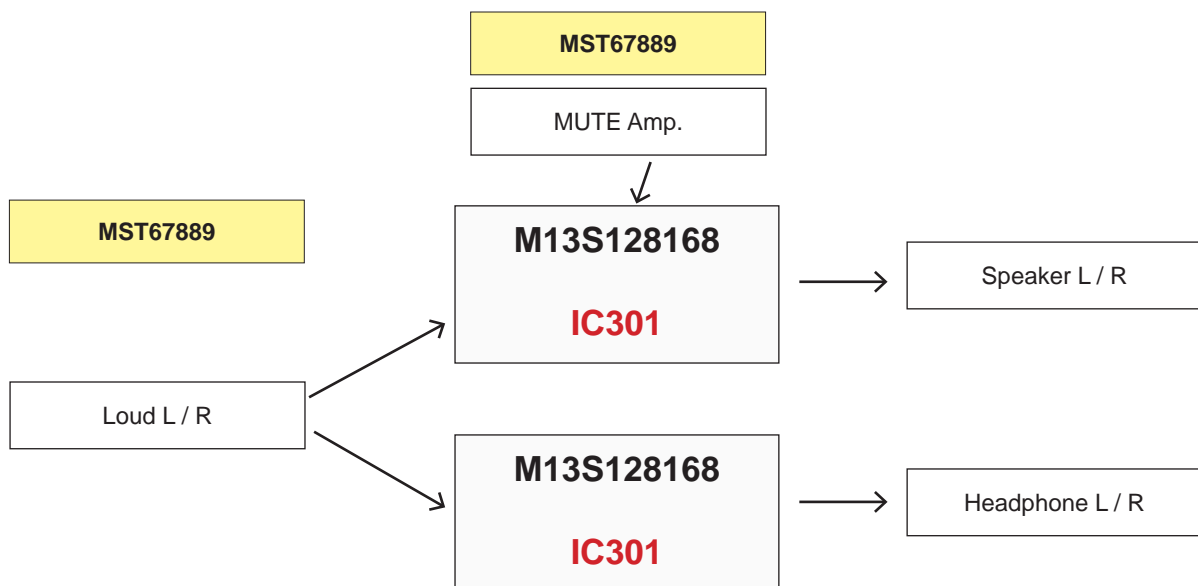 MST67889
MUTE Amp.
MST67889
M13S128168
IC301
Speaker L / R
Loud L / R
M13S128168
IC301
Headphone L / R